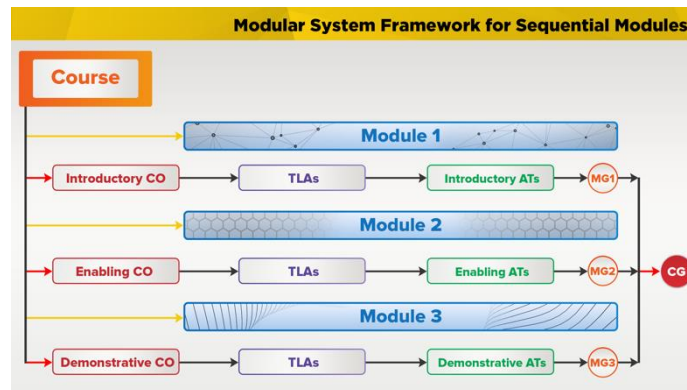 Modular System Framework for Sequential Modules
Course
Module 1
Introductory CO
TLAs
Introductory ATs
MG1
Module 2
Enabling CO
TLAs
Enabling ATs
MG2
CG
Module 3
Demonstrative CO
TLAs
Demonstrative ATs
MG3